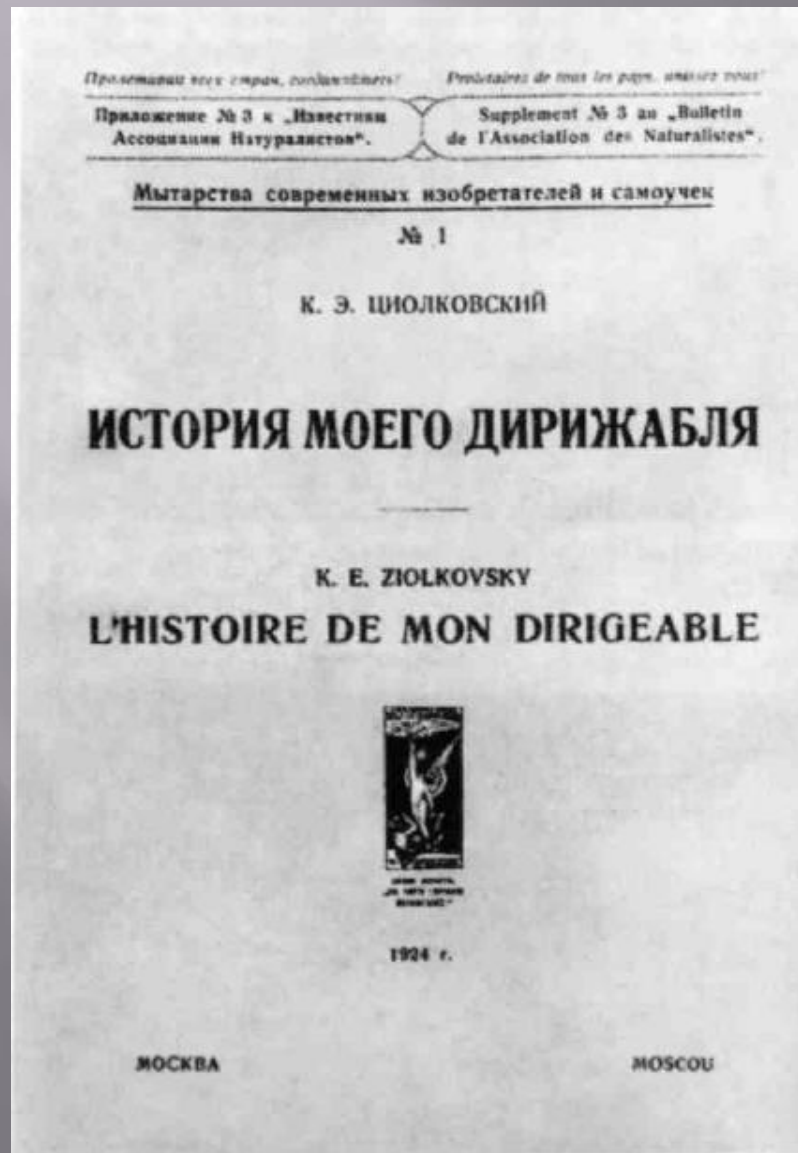 Пролетарии всех стран, соединяйтесь!
Prolétaires de tous les pays, unissez vous!
Приложение № 3 к „Известиям
Ассоциации Натуралистов“.
Supplement № 3 au „Bulletin
de l'Association des Naturalistes“.
Мытарства современных изобретателей и самоучек
№ 1
К. Э. ЦИОЛКОВСКИЙ
ИСТОРИЯ МОЕГО ДИРИЖАБЛЯ
K. E. ZIOLKOVSKY
L'HISTOIRE DE MON DIRIGEABLE
1924 г.
МОСКВА
MOSCOU